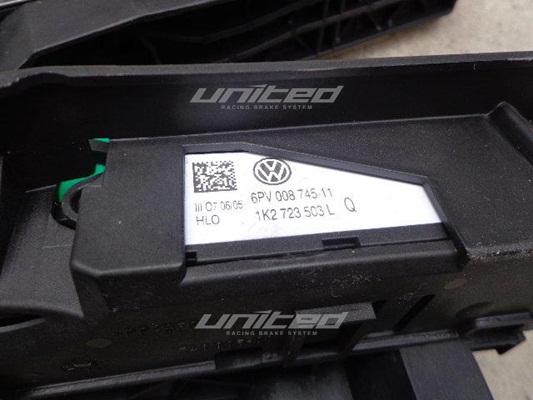 UNITED
RACING BRAKE SYSTEM
6PV 008 745-11
III 07 06/05
1K2 723 503 L Q
HLO
UNITED
RACING BRAKE SYSTEM